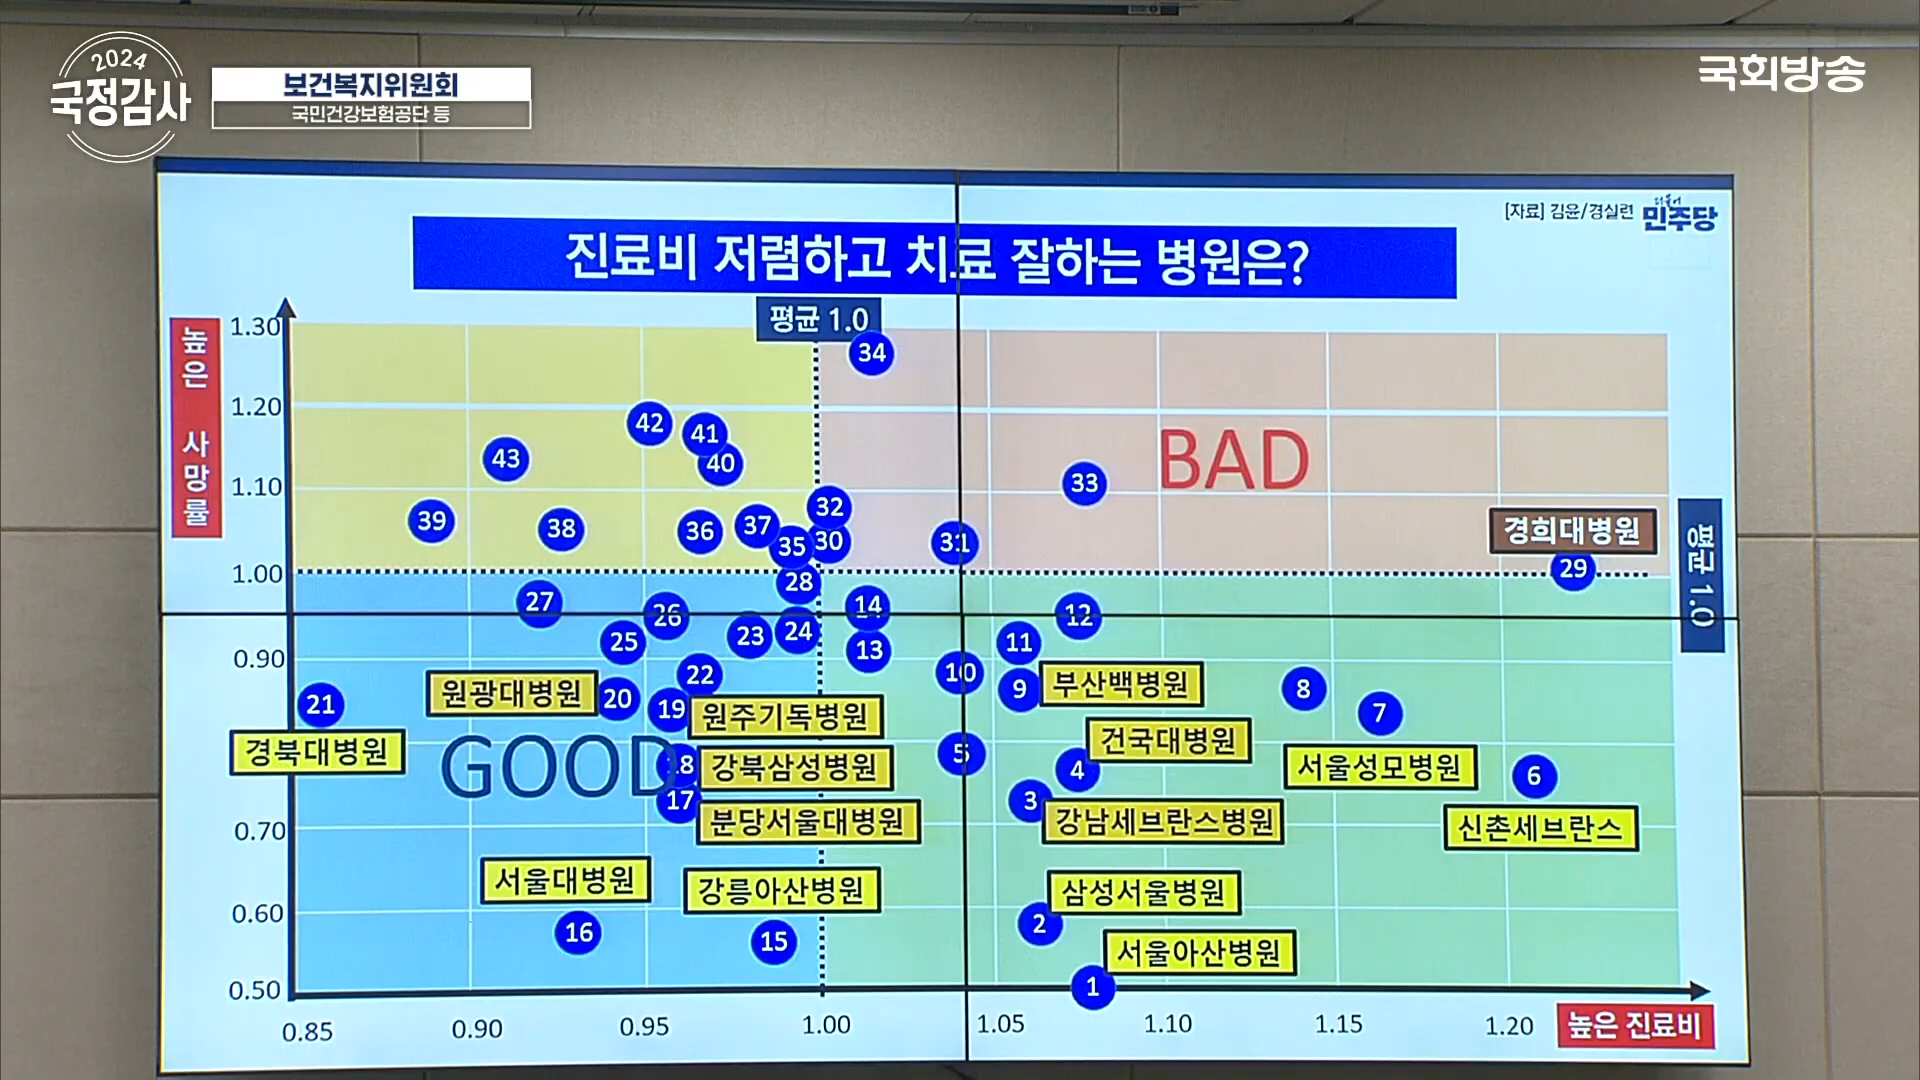 2024
국정감사
보건복지위원회
국민건강보험공단 등
국회방송
[자료] 김윤/경실련
더불어
민주당
진료비 저렴하고 치료 잘하는 병원은?
평균 1.0
높은 사망률
1.30
1.20
1.10
1.00
0.90
0.70
0.60
0.50
34
42
41
40
43
BAD
33
39
38
36
37
32
35
30
31
경희대병원
29
평균 1.0
28
27
26
25
23
24
14
13
12
11
10
9
부산백병원
8
7
22
21
원광대병원
20
19
원주기독병원
경북대병원
GOOD
18
강북삼성병원
17
분당서울대병원
5
4
건국대병원
3
강남세브란스병원
서울성모병원
6
신촌세브란스
서울대병원
16
강릉아산병원
15
삼성서울병원
2
서울아산병원
1
0.85
0.90
0.95
1.00
1.05
1.10
1.15
1.20
높은 진료비